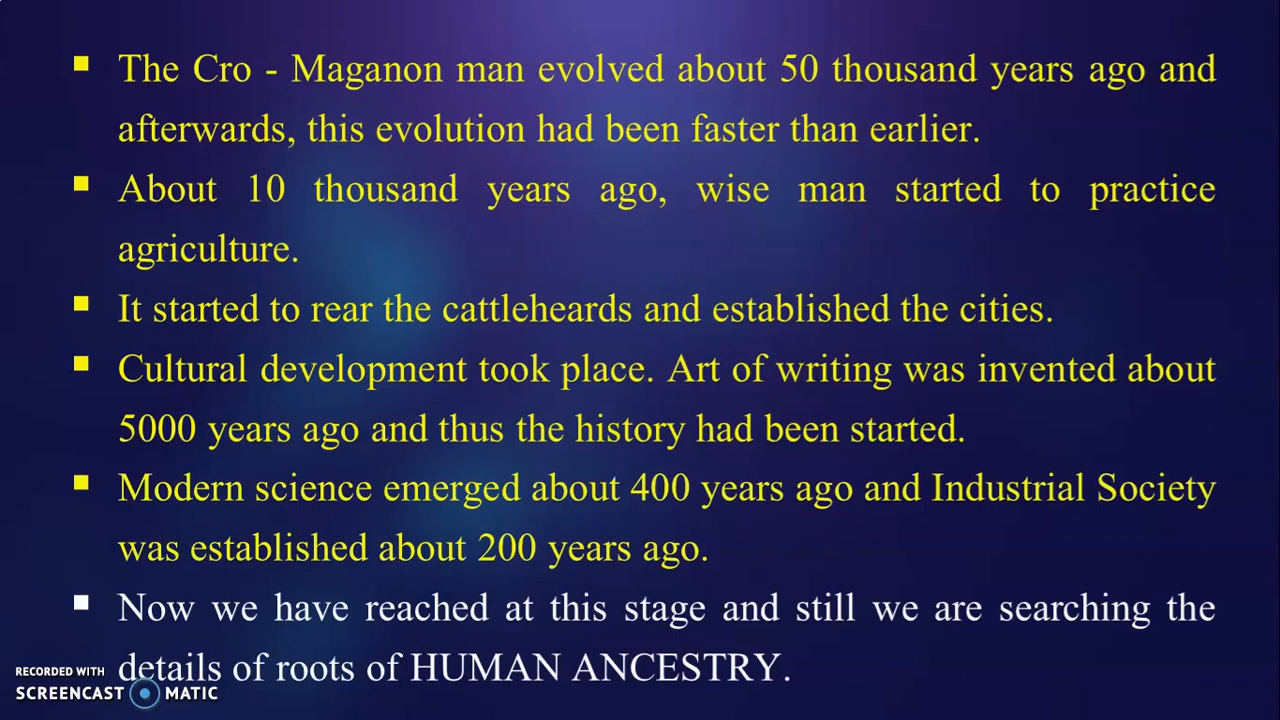 ▪ The Cro - Maganon man evolved about 50 thousand years ago and
afterwards, this evolution had been faster than earlier.
▪ About 10 thousand years ago, wise man started to practice
agriculture.
▪ It started to rear the cattleheards and established the cities.
▪ Cultural development took place. Art of writing was invented about
5000 years ago and thus the history had been started.
▪ Modern science emerged about 400 years ago and Industrial Society
was established about 200 years ago.
▪ Now we have reached at this stage and still we are searching the
details of roots of HUMAN ANCESTRY.
RECORDED WITH
SCREENCAST MATIC